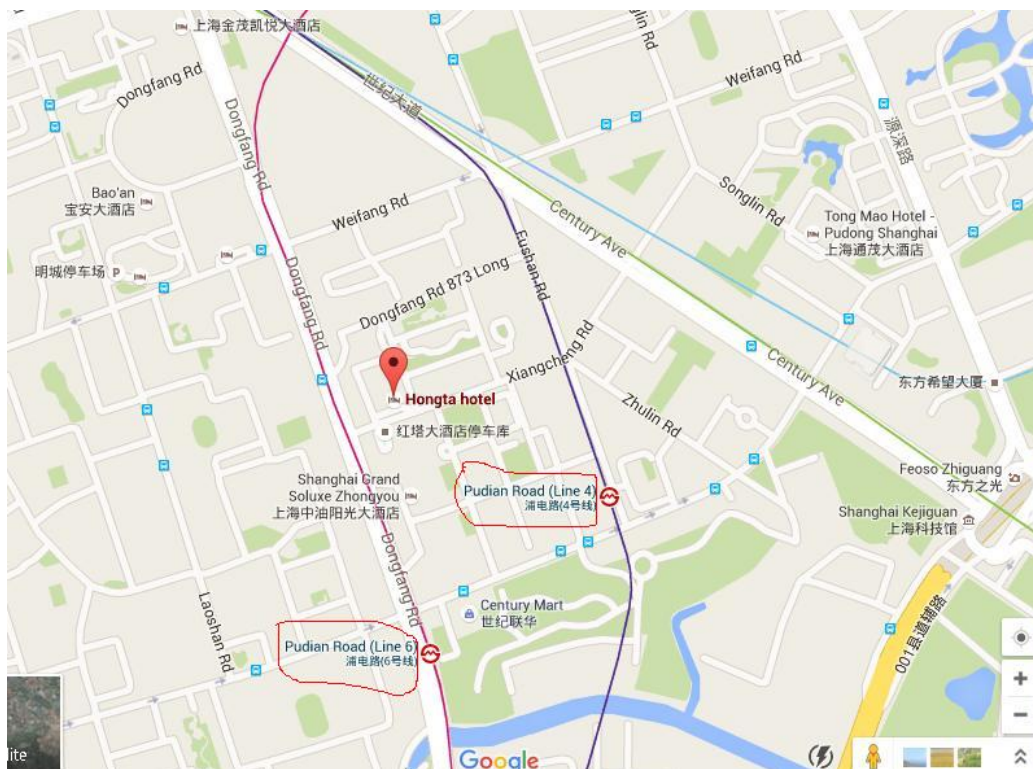 上海金茂凯悦大酒店
Dongfang Rd
世纪大道
Rd
Weifang Rd
源深路
Dongfang Rd
Bao'an
宝安大酒店
Songlin Rd
Weifang Rd
Century Ave
Tong Mao Hotel -
Pudong Shanghai
上海通茂大酒店
明城停车场 P
Fushan Rd
Dongfang Rd
Dongfang Rd 873 Long
Xiangcheng Rd
Century Ave
东方希望大厦
Hongta hotel
Zhulin Rd
红塔大酒店停车库
Shanghai Grand
Soluxe Zhongyou
上海中油阳光大酒店
Pudian Road (Line 4)
浦电路(4号线)
Feoso Zhiguang
东方之光
Shanghai Kejiguan
上海科技馆
Dongfang Rd
Laoshan Rd
Century Mart
世纪联华
001县道辅路
Pudian Road (Line 6)
浦电路(6号线)
lite
Google